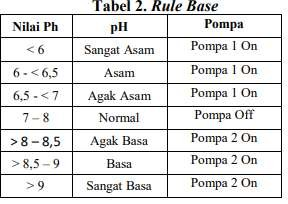 Tabel 2. Rule Base
Nilai Ph pH Pompa
< 6 Sangat Asam Pompa 1 On
6 - < 6,5 Asam Pompa 1 On
6,5 - < 7 Agak Asam Pompa 1 On
7 – 8 Normal Pompa Off
> 8 – 8,5 Agak Basa Pompa 2 On
> 8,5 – 9 Basa Pompa 2 On
> 9 Sangat Basa Pompa 2 On